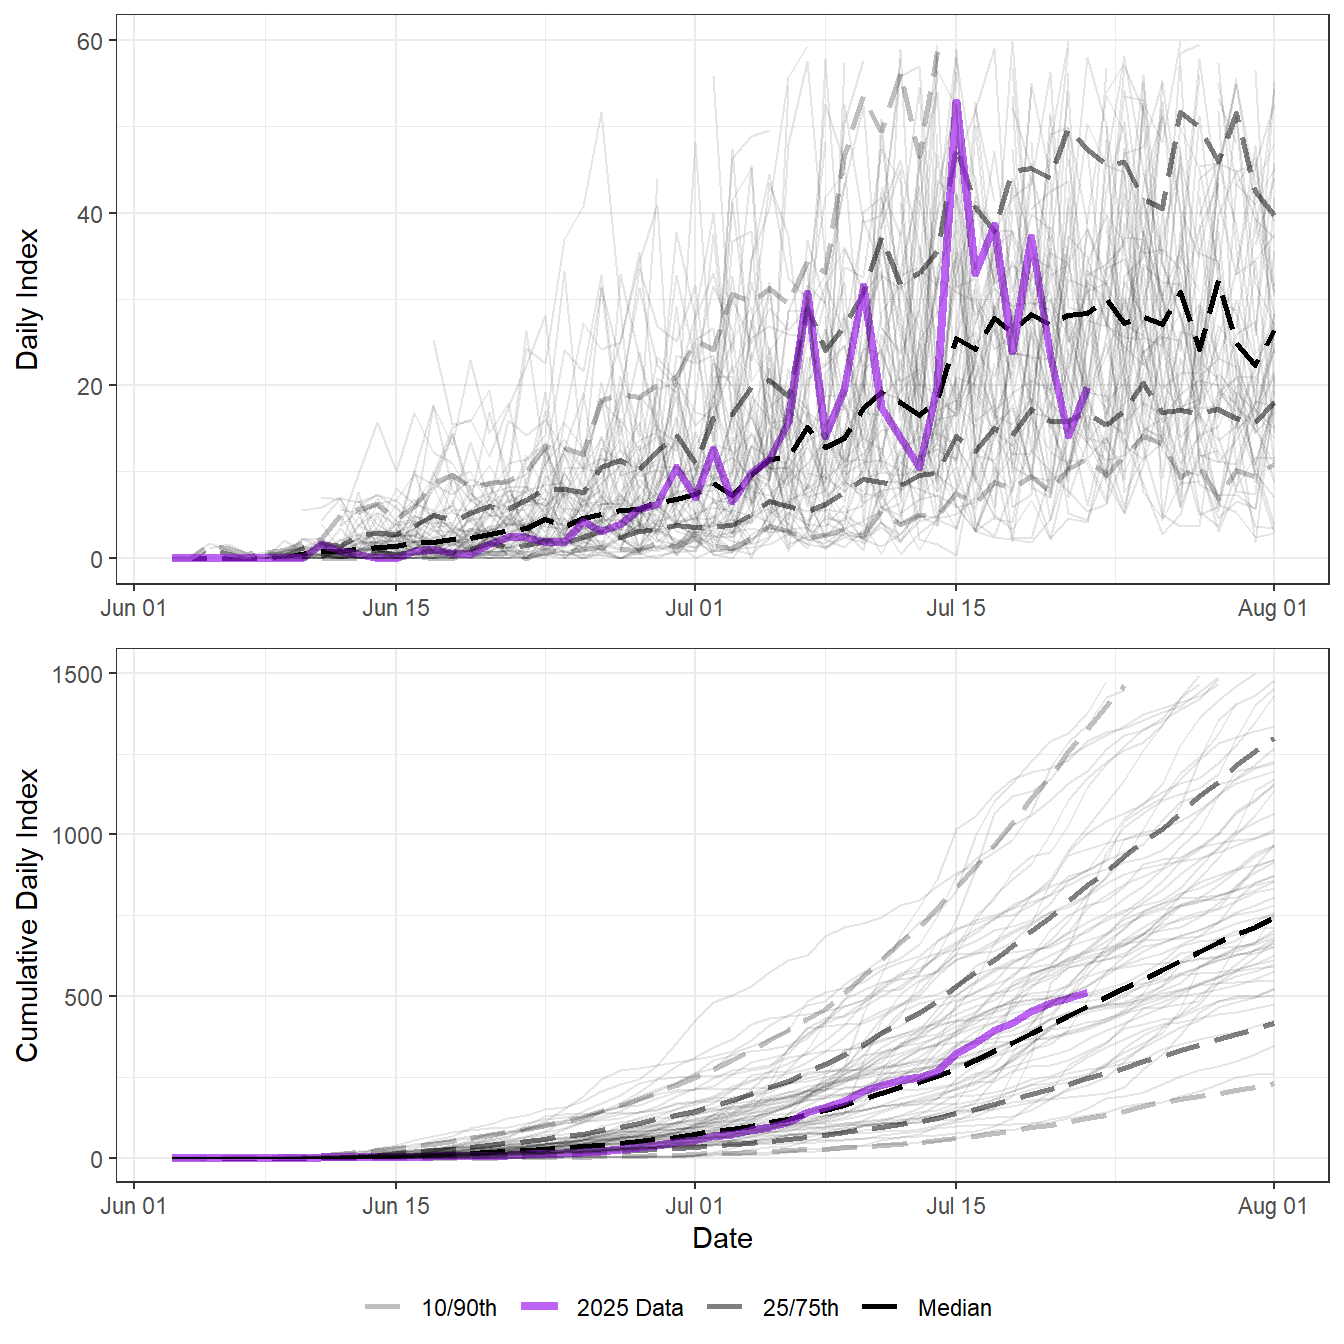 60
40
20
0
Daily Index
Jun 01 Jun 15 Jul 01 Jul 15 Aug 01
1500
1000
500
0
Cumulative Daily Index
Jun 01 Jun 15 Jul 01 Jul 15 Aug 01
Date
10/90th 2025 Data 25/75th Median